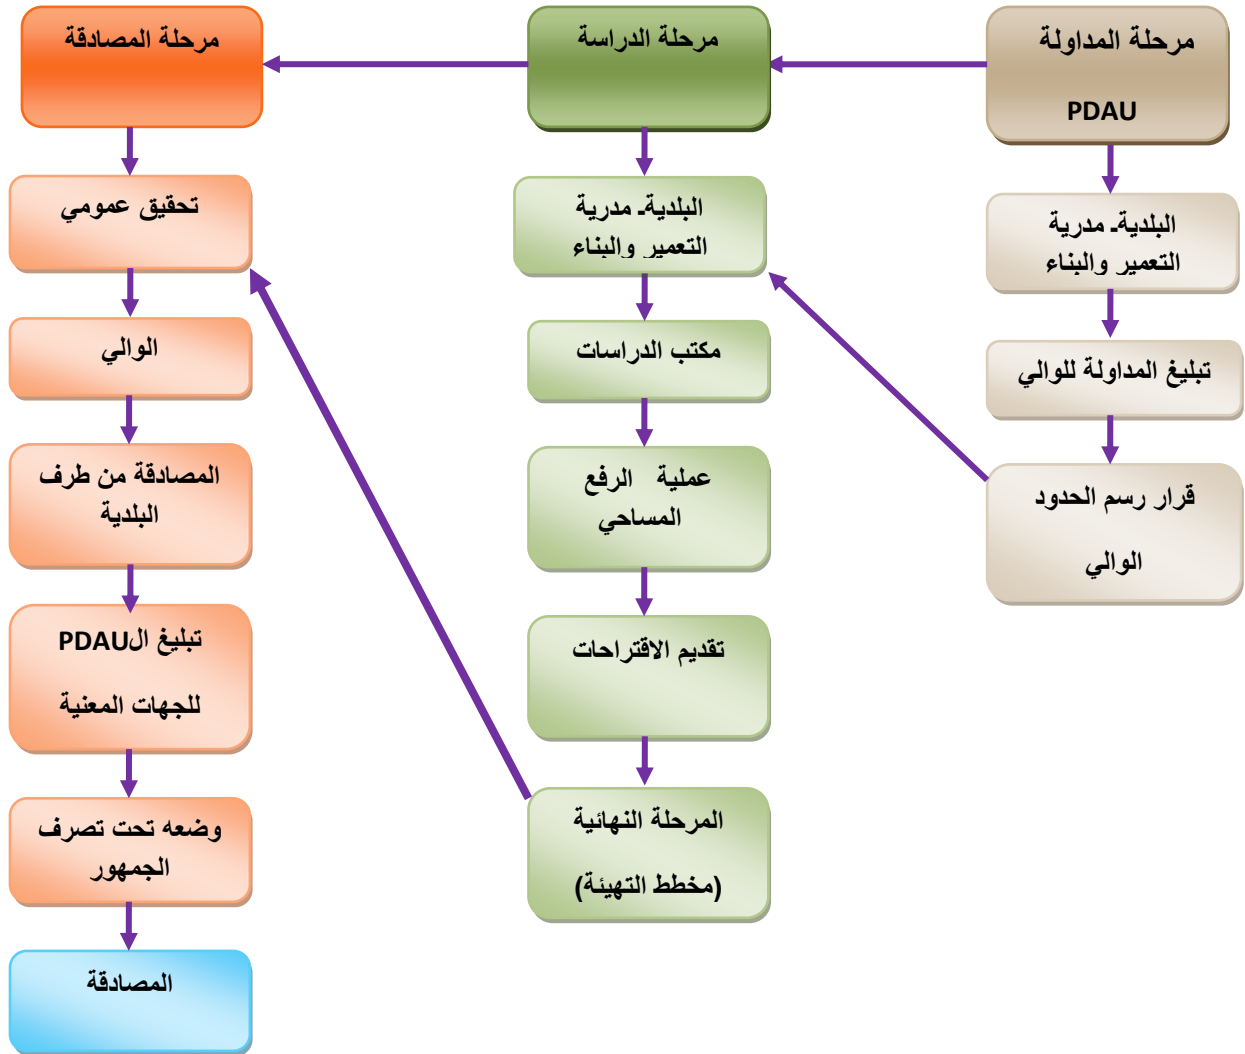 مرحلة المداولة
PDAU
البلدية- مدرية
التعمير والبناء
تبليغ المداولة للوالي
قرار رسم الحدود
الوالي
مرحلة الدراسة
البلدية- مدرية
التعمير والبناء
مكتب الدراسات
عملية الرفع
المساحي
تقديم الاقتراحات
المرحلة النهائية
(مخطط التهيئة)
مرحلة المصادقة
تحقيق عمومي
الوالي
المصادقة من طرف
البلدية
تبليغ الPDAU
للجهات المعنية
وضعه تحت تصرف
الجمهور
المصادقة